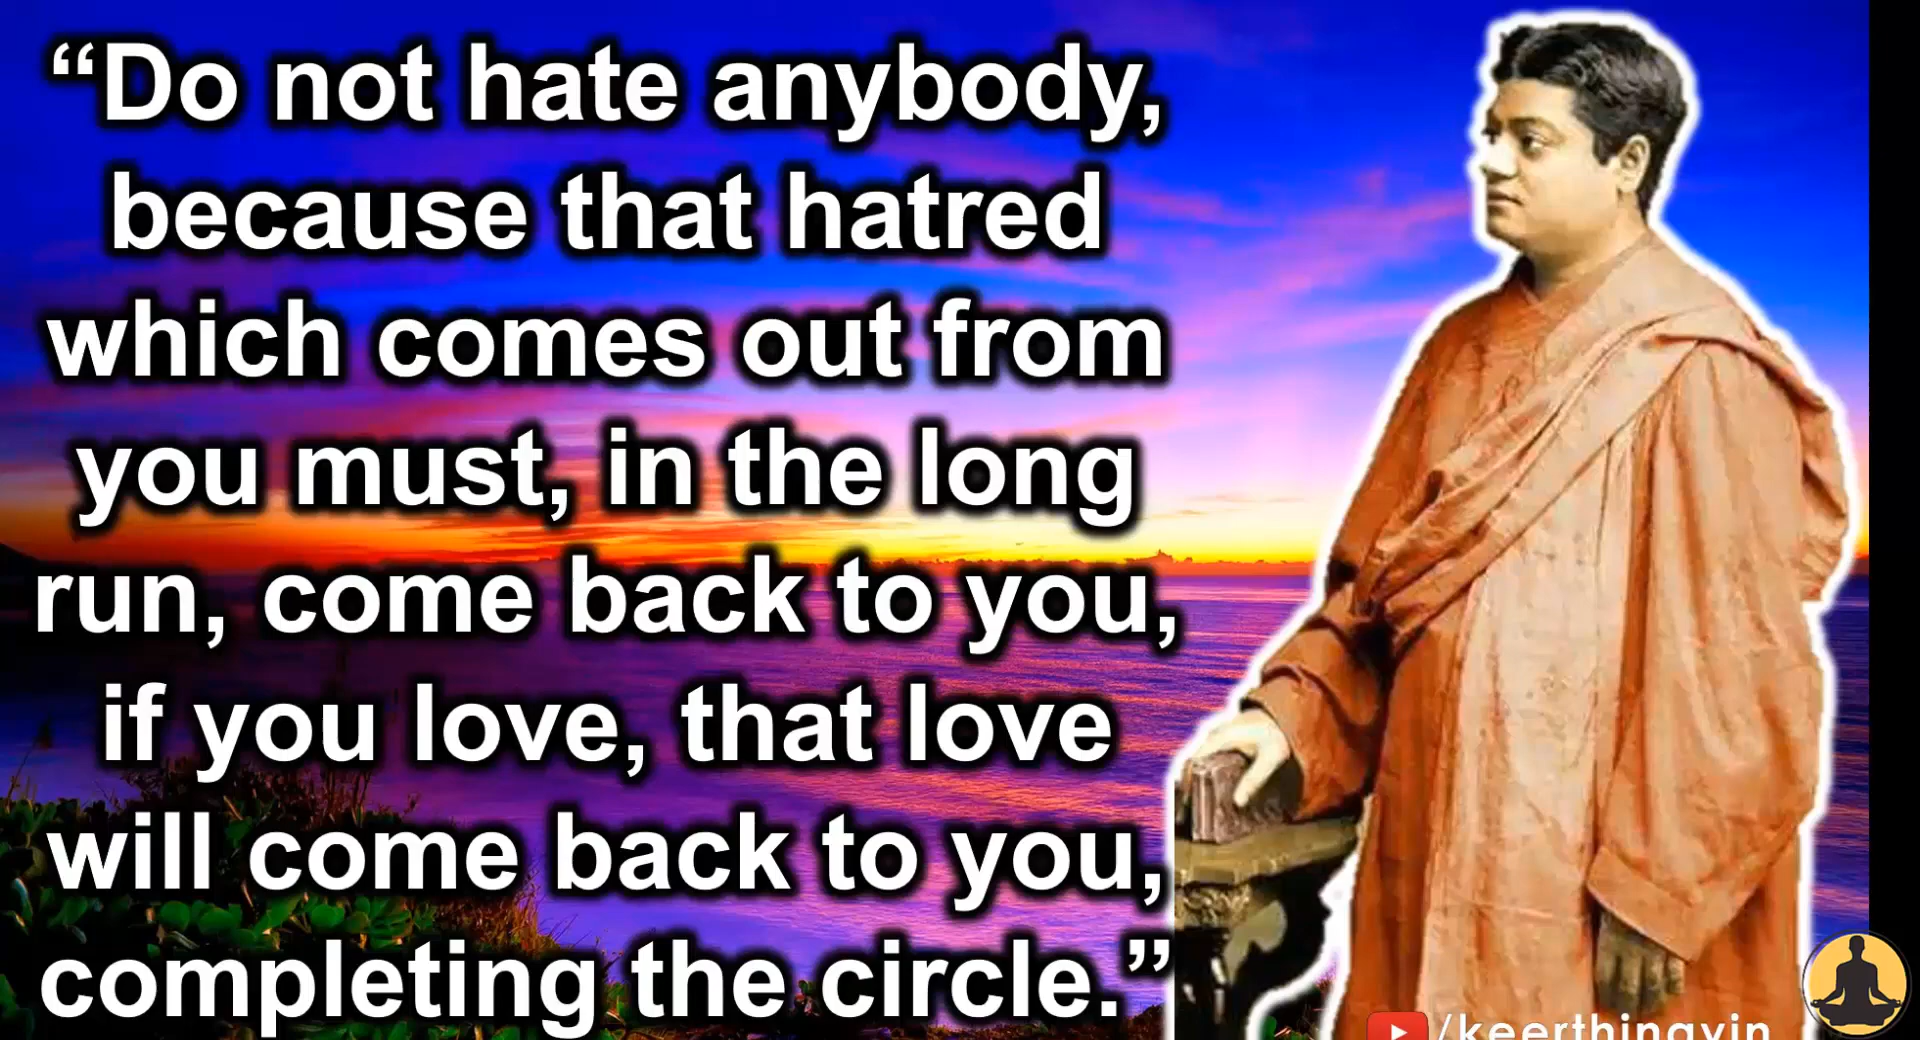 “Do not hate anybody,
because that hatred
which comes out from
you must, in the long
run, come back to you,
if you love, that love
will come back to you,
completing the circle.”
/keerthingvin